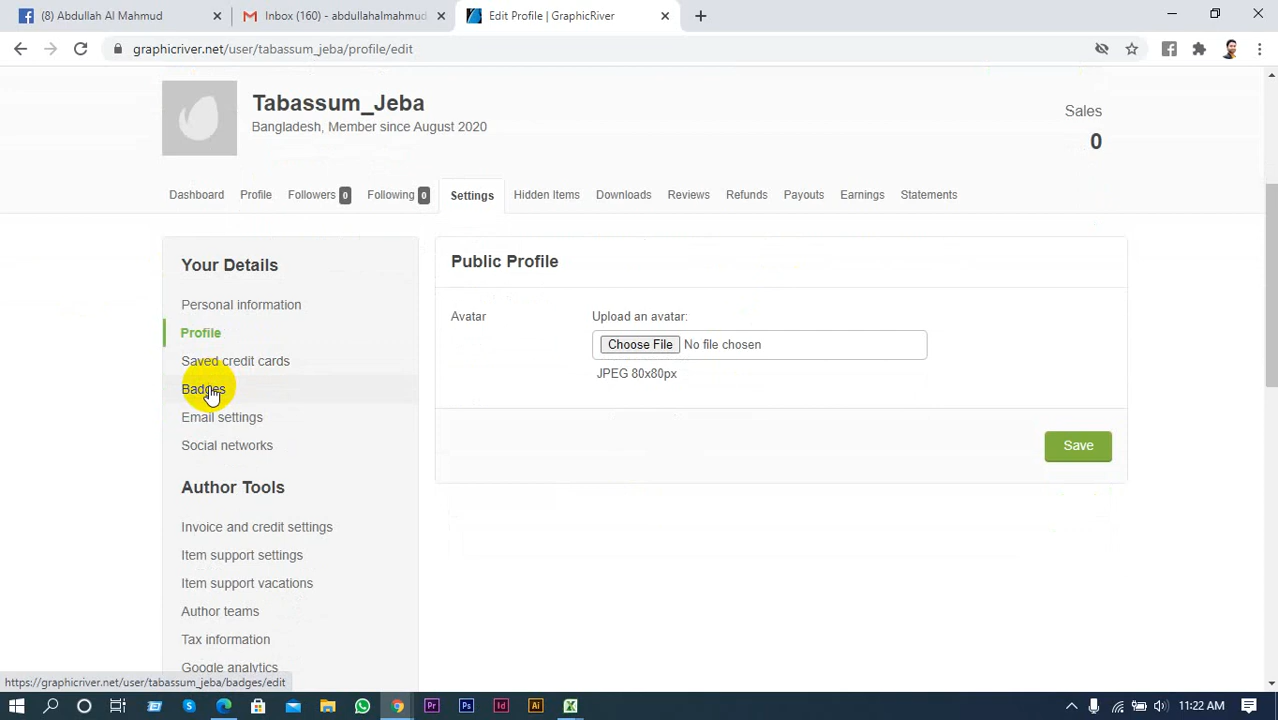 (8) Abdullah Al Mahmud
Inbox (160) - abdullahalmahmud
Edit Profile | GraphicRiver
graphicriver.net/user/tabassum_jeba/profile/edit
Tabassum_Jeba
Bangladesh, Member since August 2020
Sales
0
Dashboard Profile Followers 0 Following 0 Settings Hidden Items Downloads Reviews Refunds Payouts Earnings Statements
Your Details
Personal information
Profile
Saved credit cards
Badges
Email settings
Social networks
Author Tools
Invoice and credit settings
Item support settings
Item support vacations
Author teams
Tax information
Google analytics
Public Profile
Avatar
Upload an avatar:
Choose File No file chosen
JPEG 80x80px
Save
https://graphicriver.net/user/tabassum_jeba/badges/edit
Pr Ps Id Ai
11:22 AM